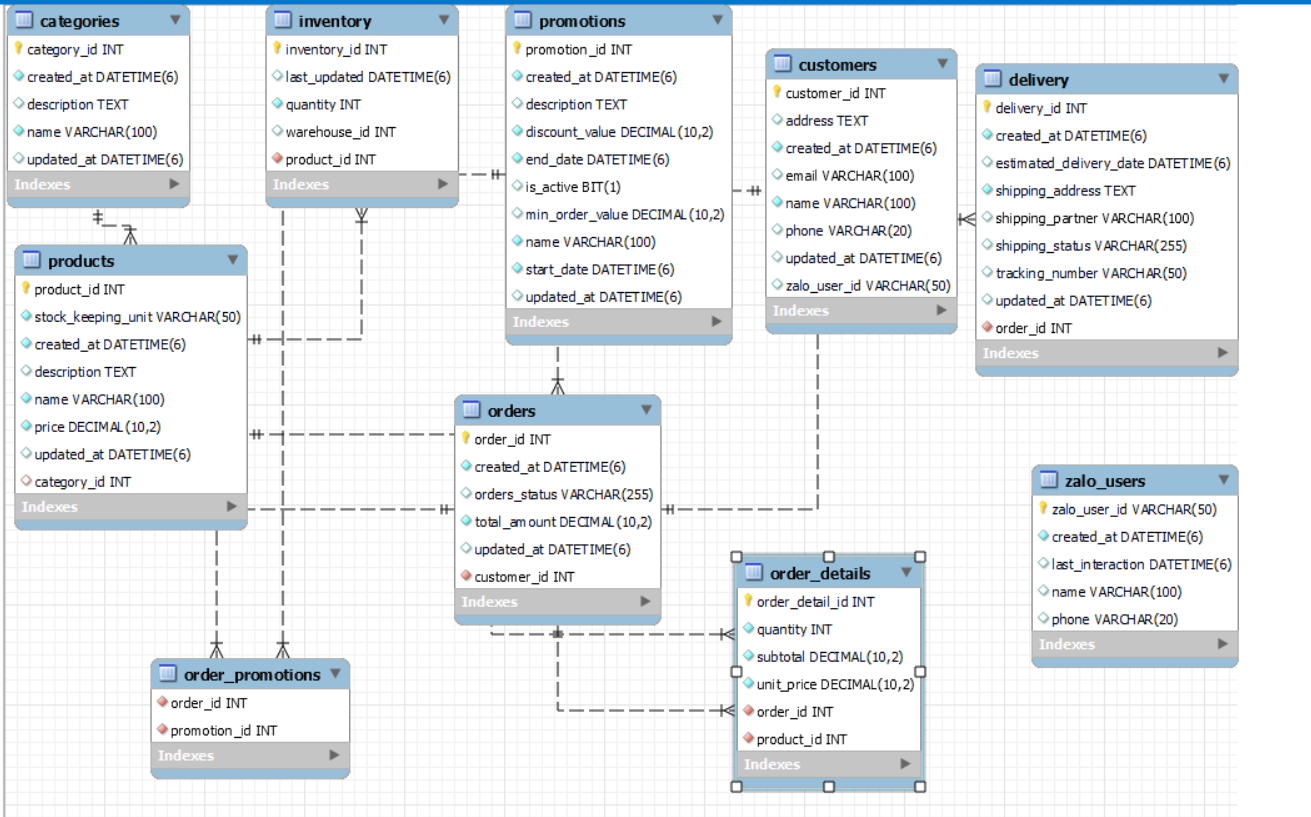 categories
category_id INT
created_at DATETIME(6)
description TEXT
name VARCHAR(100)
updated_at DATETIME(6)
Indexes
inventory
inventory_id INT
last_updated DATETIME(6)
quantity INT
warehouse_id INT
product_id INT
Indexes
promotions
promotion_id INT
created_at DATETIME(6)
description TEXT
discount_value DECIMAL(10,2)
end_date DATETIME(6)
is_active BIT(1)
min_order_value DECIMAL(10,2)
name VARCHAR(100)
start_date DATETIME(6)
updated_at DATETIME(6)
Indexes
customers
customer_id INT
address TEXT
created_at DATETIME(6)
email VARCHAR(100)
name VARCHAR(100)
phone VARCHAR(20)
updated_at DATETIME(6)
zalo_user_id VARCHAR(50)
Indexes
delivery
delivery_id INT
created_at DATETIME(6)
estimated_delivery_date DATETIME(6)
shipping_address TEXT
shipping_partner VARCHAR(100)
shipping_status VARCHAR(255)
tracking_number VARCHAR(50)
updated_at DATETIME(6)
order_id INT
Indexes
products
product_id INT
stock_keeping_unit VARCHAR(50)
created_at DATETIME(6)
description TEXT
name VARCHAR(100)
price DECIMAL(10,2)
updated_at DATETIME(6)
category_id INT
Indexes
orders
order_id INT
created_at DATETIME(6)
orders_status VARCHAR(255)
total_amount DECIMAL(10,2)
updated_at DATETIME(6)
customer_id INT
Indexes
zalo_users
zalo_user_id VARCHAR(50)
created_at DATETIME(6)
last_interaction DATETIME(6)
name VARCHAR(100)
phone VARCHAR(20)
Indexes
order_details
order_detail_id INT
quantity INT
subtotal DECIMAL(10,2)
unit_price DECIMAL(10,2)
order_id INT
product_id INT
Indexes
order_promotions
order_id INT
promotion_id INT
Indexes